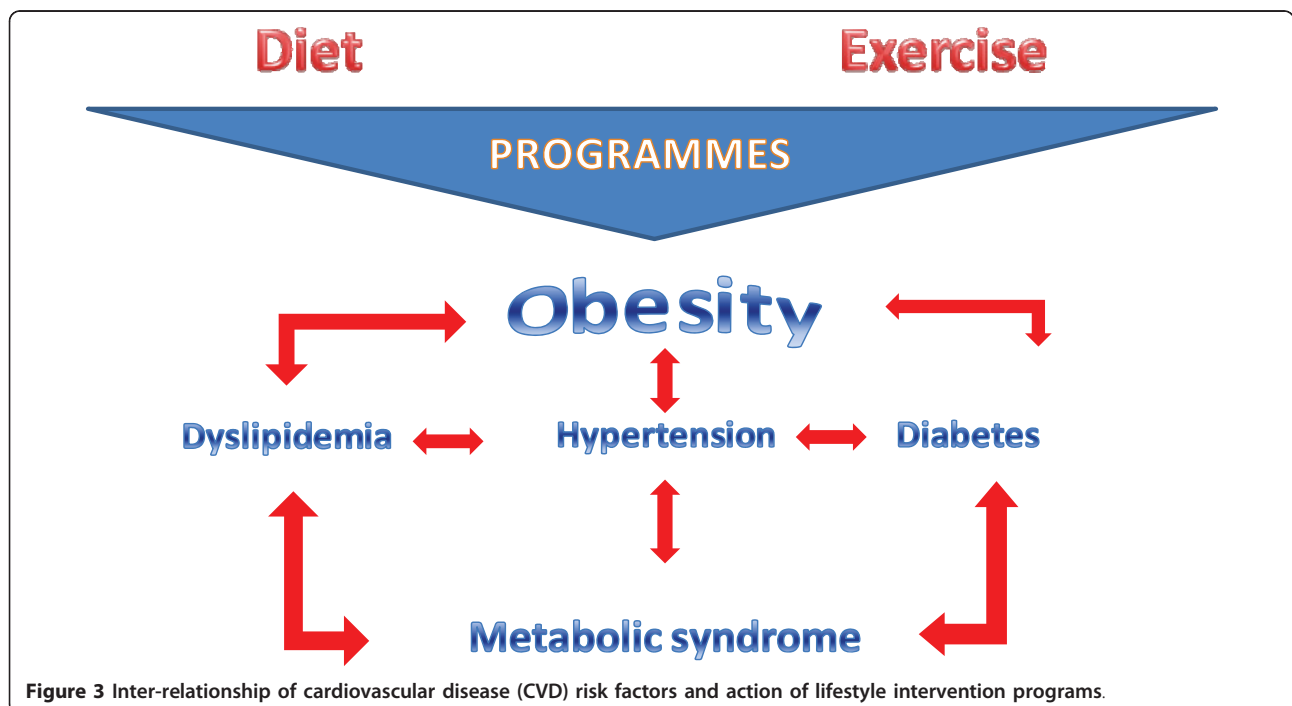 Diet Exercise
PROGRAMMES
Obesity
Dyslipidemia Hypertension Diabetes
Metabolic syndrome
Figure 3 Inter-relationship of cardiovascular disease (CVD) risk factors and action of lifestyle intervention programs.